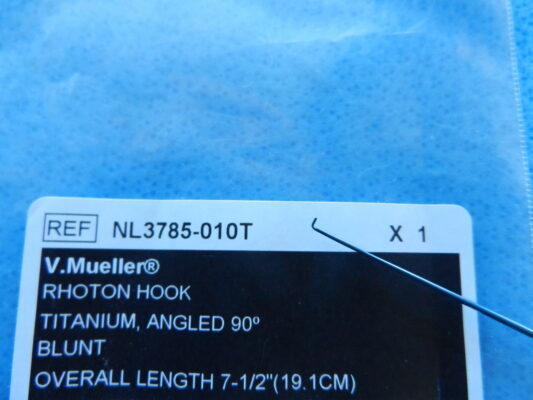 REF NL3785-010T X 1
V.Mueller®
RHOTON HOOK
TITANIUM, ANGLED 90º
BLUNT
OVERALL LENGTH 7-1/2"(19.1CM)